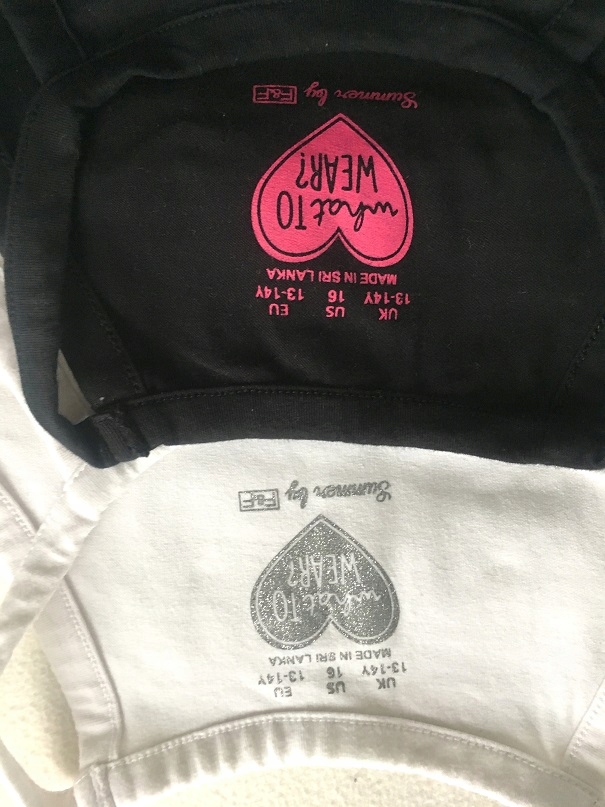 UK US EU
13-14Y 16 13-14Y
MADE IN SRI LANKA
what TO
WEAR?
Summer by F&F
UK US EU
13-14Y 16 13-14Y
MADE IN SRI LANKA
what TO
WEAR?
Summer by F&F